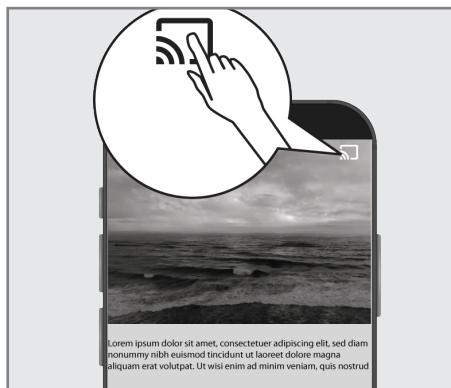 Lorem ipsum dolor sit amet, consectetuer adipiscing elit, sed diam
nonummy nibh euismod tincidunt ut laoreet dolore magna
aliquam erat volutpat. Ut wisi enim ad minim veniam, quis nostrud